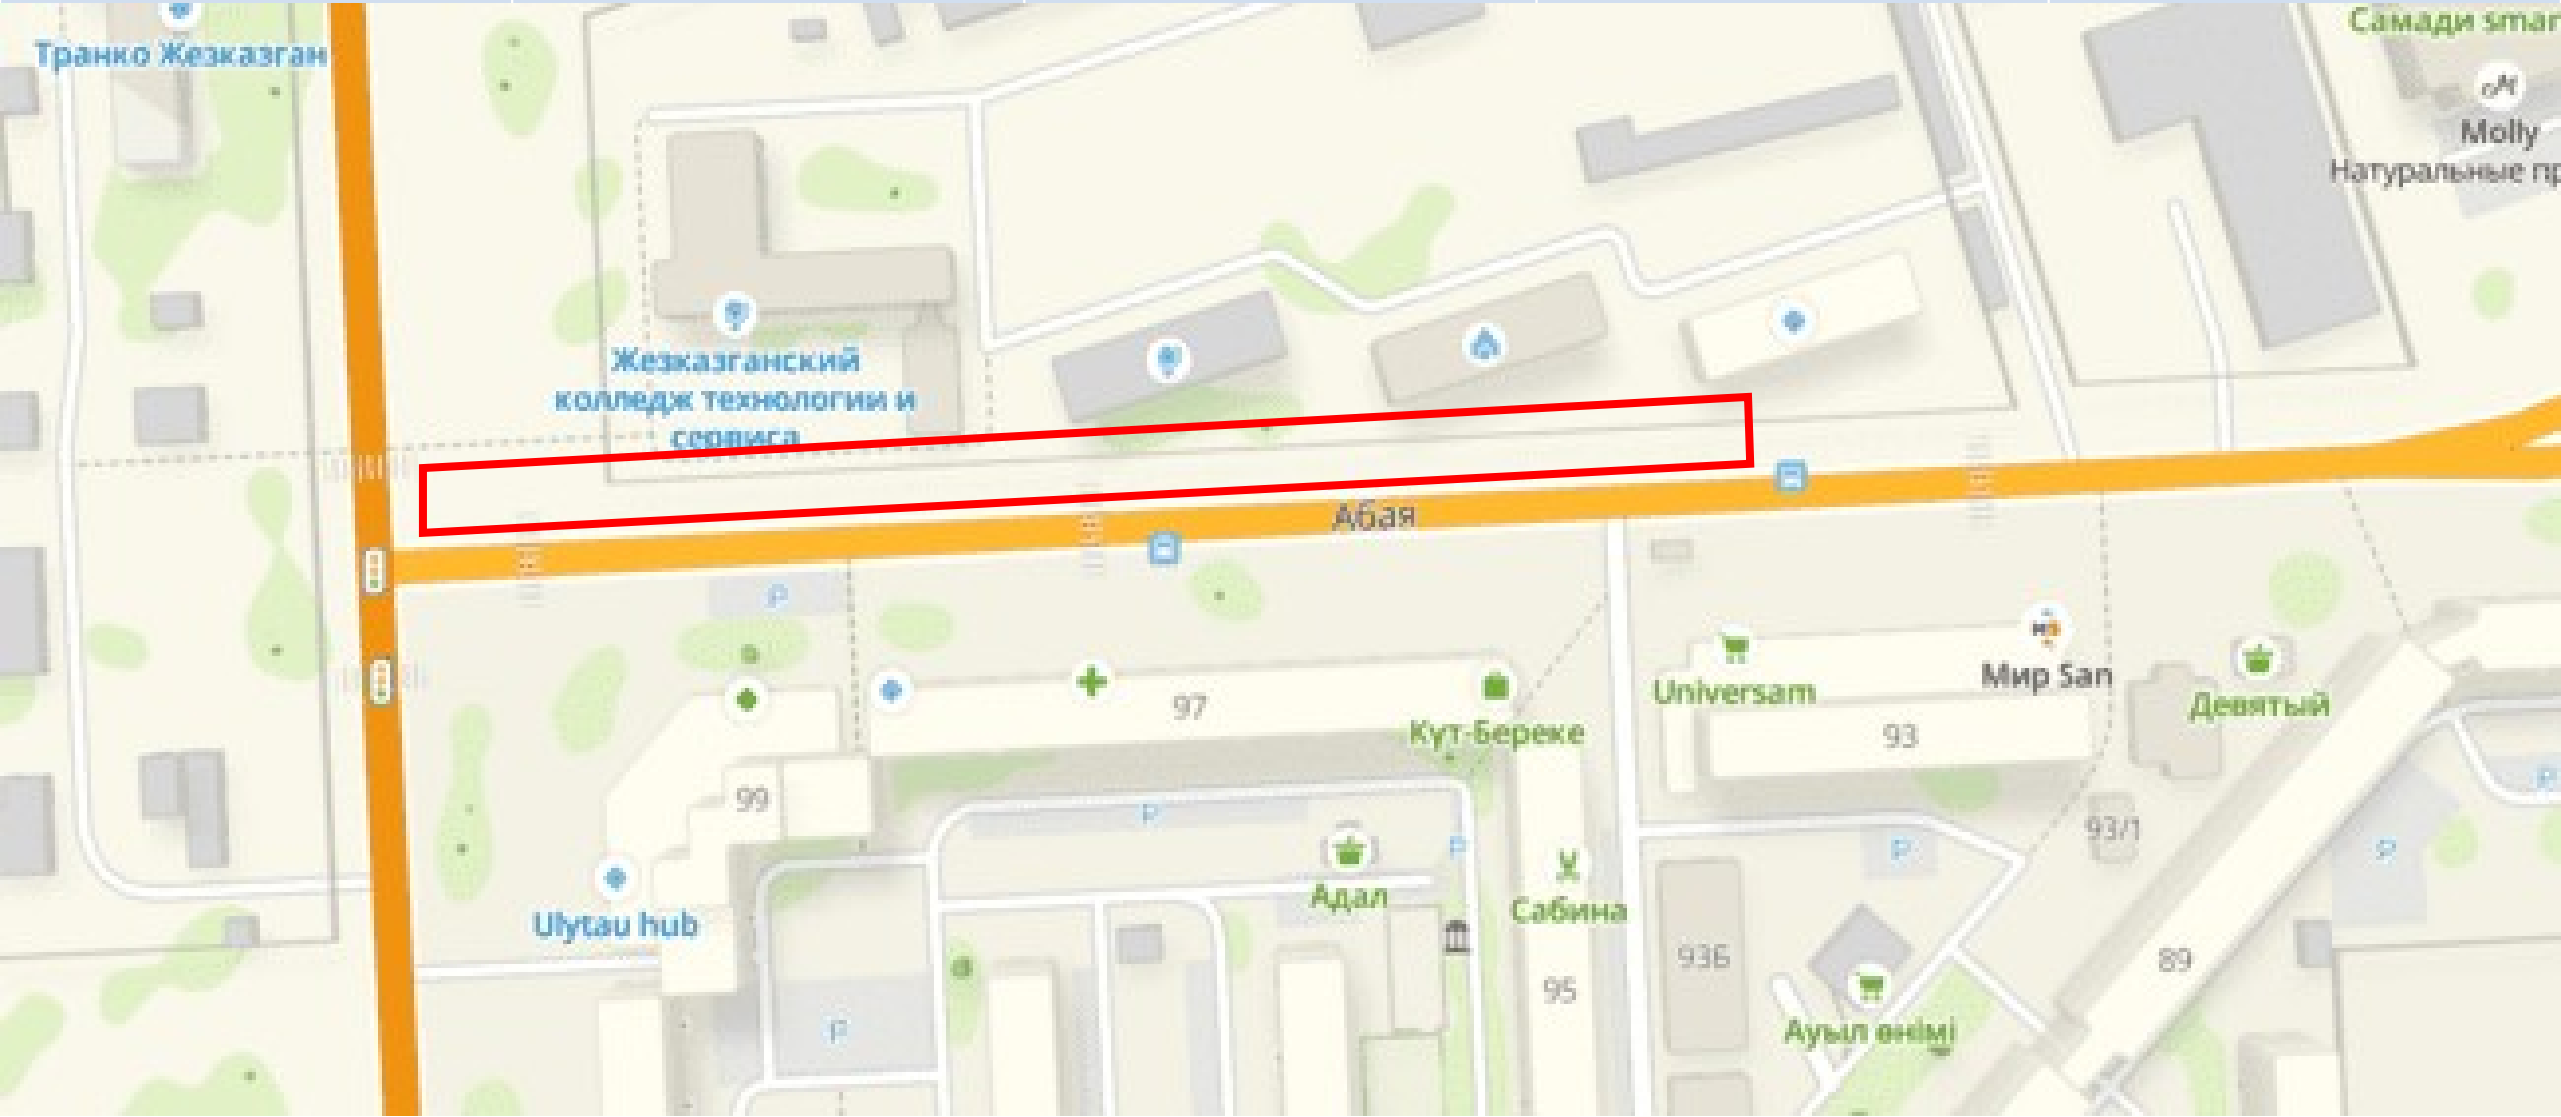 Самади smar
Транко Жезказган
Molly
Натуральные пр
Жезказганский
колледж технологии и
сервиса
Абая
P
Universam
Мир San
Девятый
97
93
Кут-Береке
99
P
93/1
P
P
P
P
Адал
Сабина
Ulytau hub
93Б
89
95
P
Ауыл өнімі